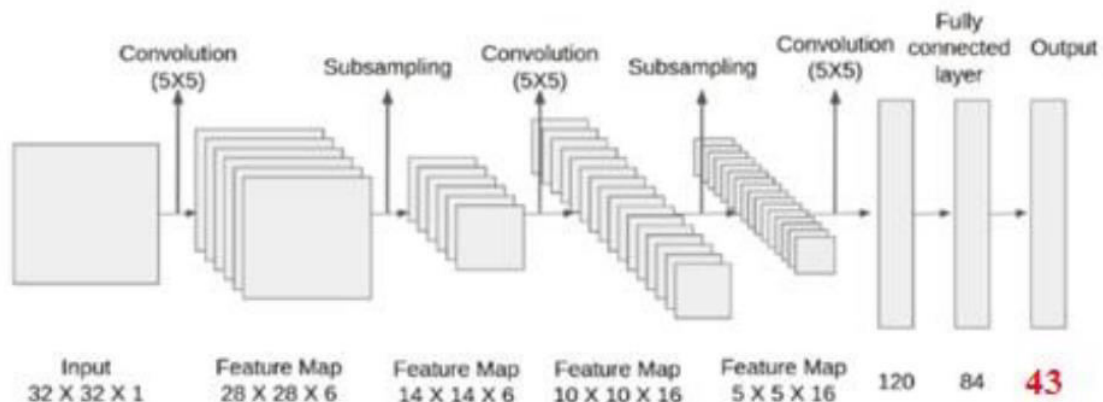 Convolution
(5X5)
Subsampling
Convolution
(5X5)
Subsampling
Convolution
(5X5)
Fully
connected
layer
Output
Input
32 X 32 X 1
Feature Map
28 X 28 X 6
Feature Map
14 X 14 X 6
Feature Map
10 X 10 X 16
Feature Map
5 X 5 X 16
120
84
43